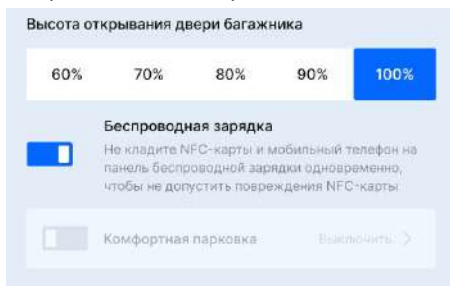 Высота открывания двери багажника
60% 70% 80% 90% 100%
Беспроводная зарядка
Не кладите NFC-карты и мобильный телефон на
панель беспроводной зарядки одновременно,
чтобы не допустить повреждения NFC-карты
Комфортная парковка Выключить